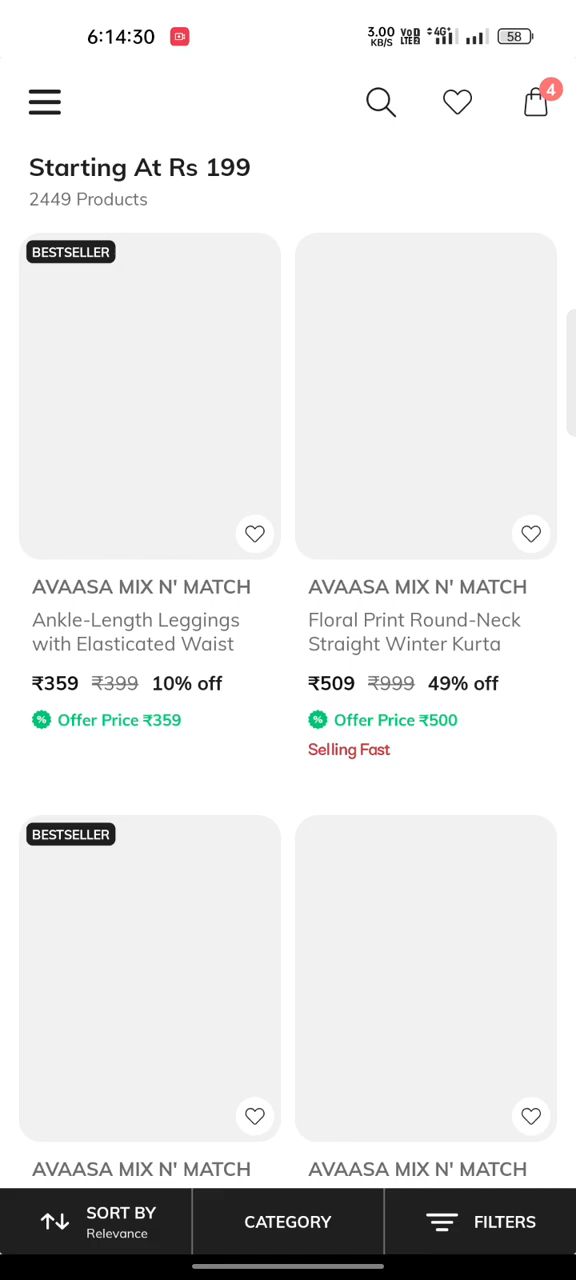 6:14:30
3.00 KB/S VoD LTE2 4G+ 58
4
Starting At Rs 199
2449 Products
BESTSELLER
AVAASA MIX N' MATCH
Ankle-Length Leggings
with Elasticated Waist
₹359 ₹399 10% off
% Offer Price ₹359
AVAASA MIX N' MATCH
Floral Print Round-Neck
Straight Winter Kurta
₹509 ₹999 49% off
% Offer Price ₹500
Selling Fast
BESTSELLER
AVAASA MIX N' MATCH
AVAASA MIX N' MATCH
SORT BY
Relevance
CATEGORY
FILTERS